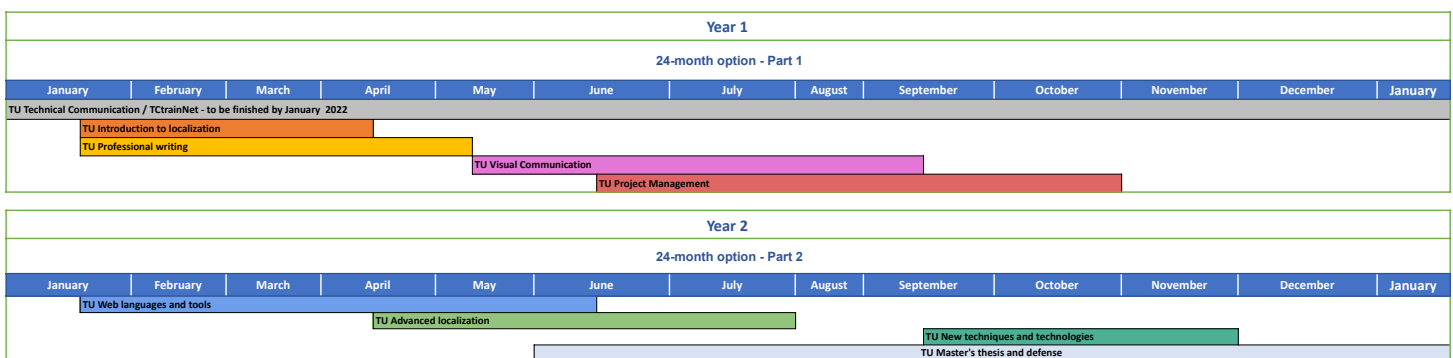 Year 1
24-month option - Part 1
January February March April May June July August September October November December January
TU Technical Communication / TCtrainNet - to be finished by January 2022
TU Introduction to localization
TU Professional writing
TU Visual Communication
TU Project Management
Year 2
24-month option - Part 2
January February March April May June July August September October November December January
TU Web languages and tools
TU Advanced localization
TU New techniques and technologies
TU Master's thesis and defense